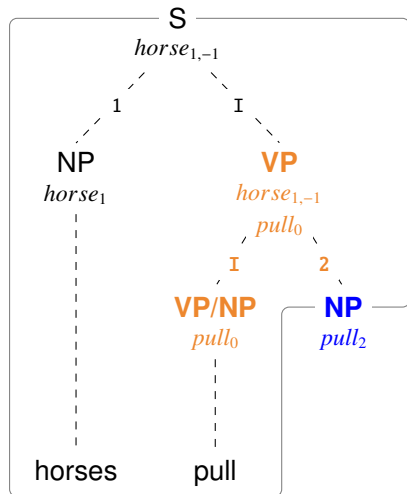 S
horse₁,₋₁
1 I
NP VP
horse₁ horse₁,₋₁
pull₀
I 2
VP/NP NP
pull₀ pull₂
horses pull